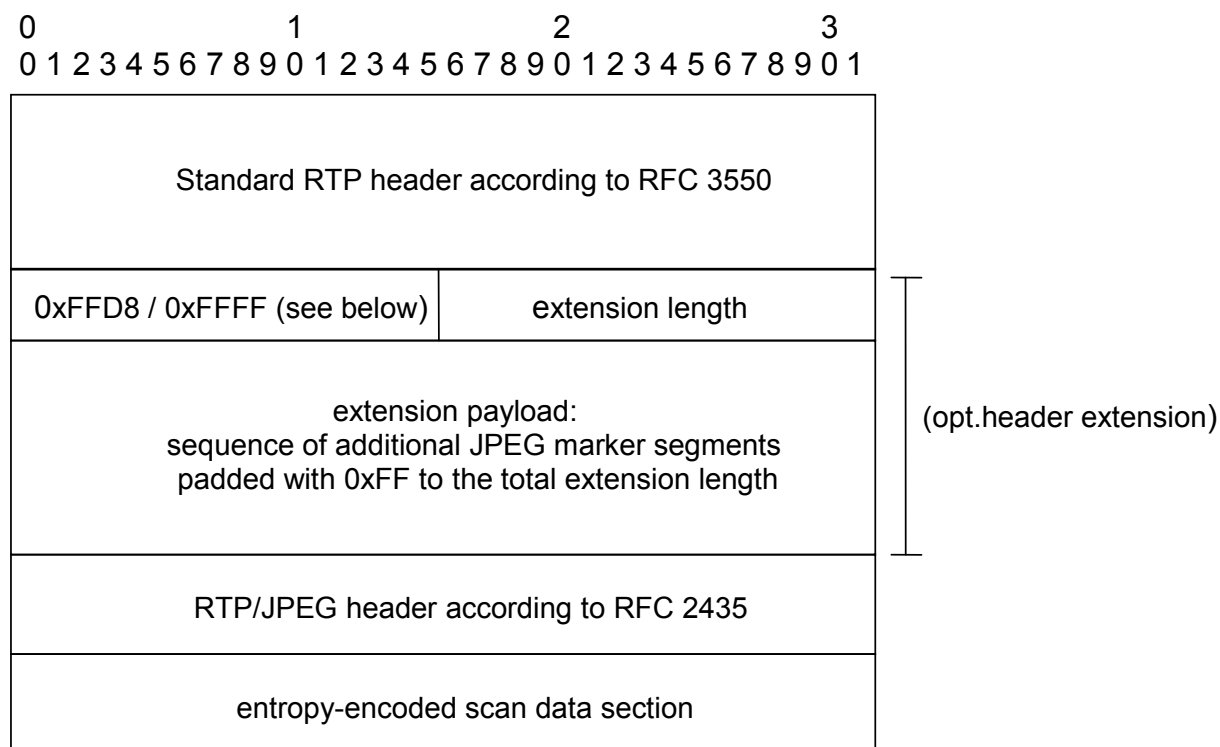 0 1 2 3
0 1 2 3 4 5 6 7 8 9 0 1 2 3 4 5 6 7 8 9 0 1 2 3 4 5 6 7 8 9 0 1
Standard RTP header according to RFC 3550
0xFFD8 / 0xFFFF (see below) extension length
extension payload:
sequence of additional JPEG marker segments
padded with 0xFF to the total extension length
(opt.header extension)
RTP/JPEG header according to RFC 2435
entropy-encoded scan data section